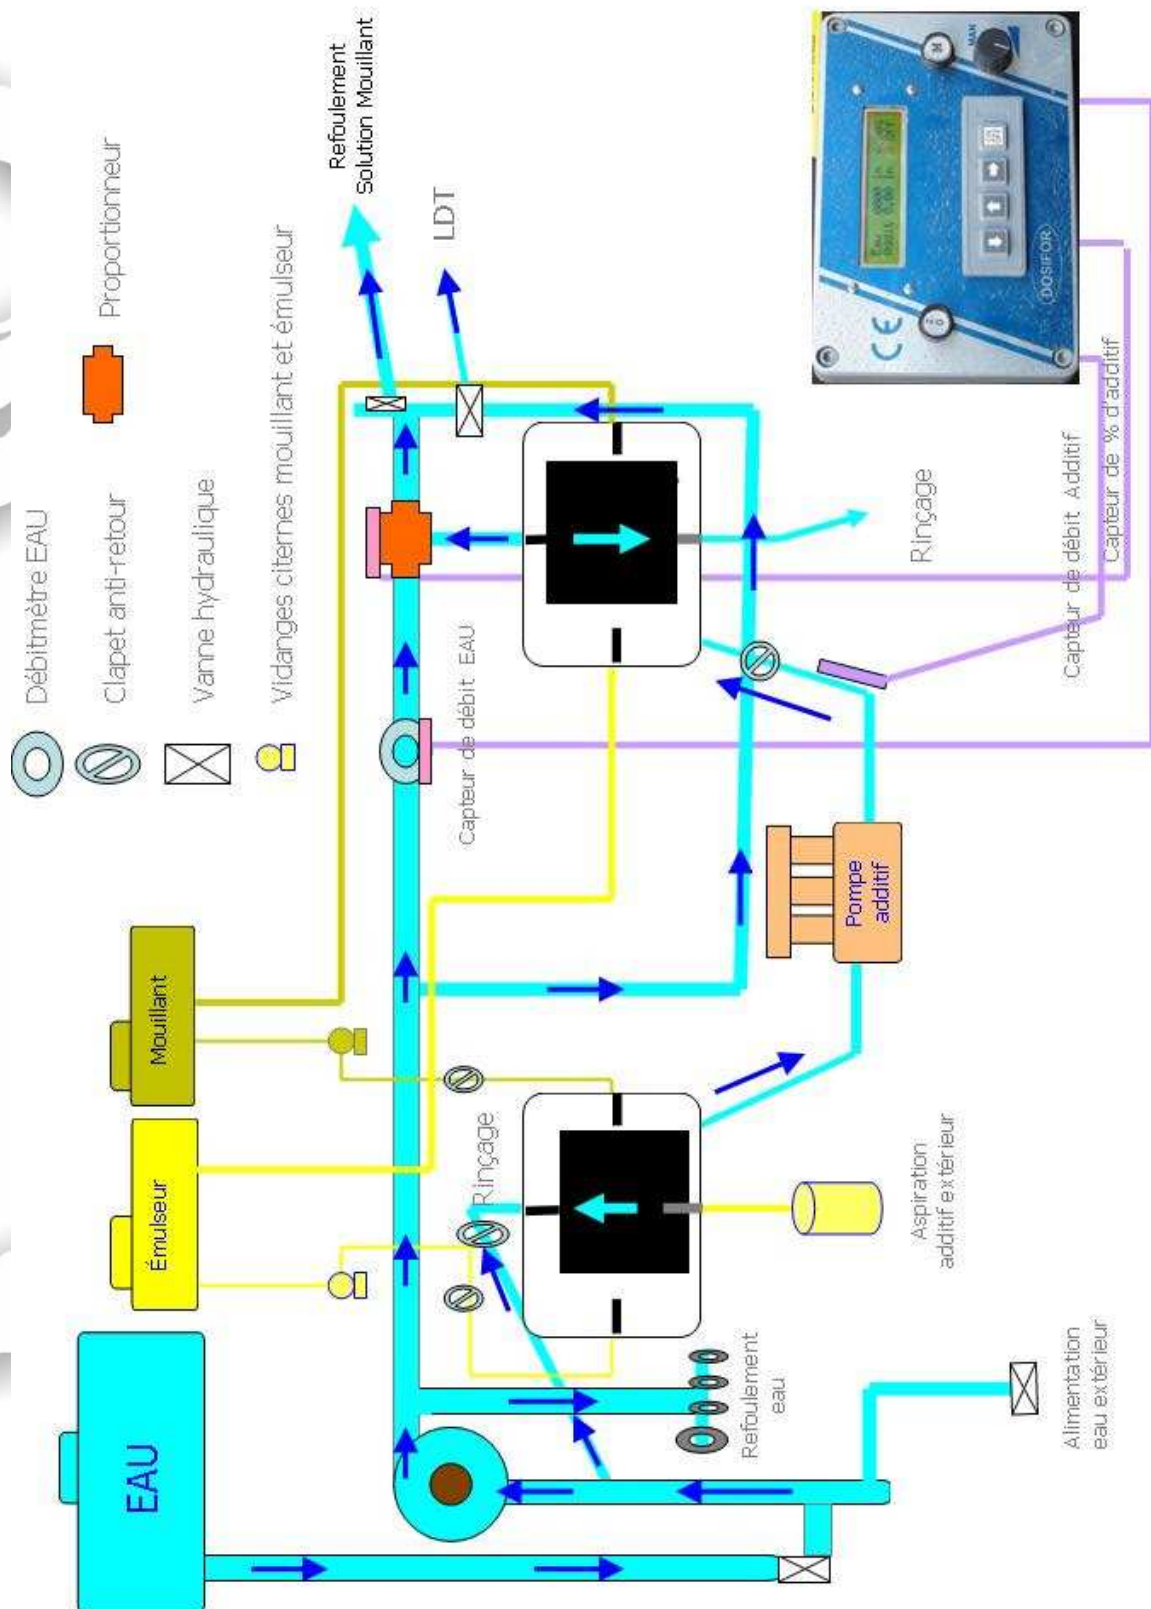 Débitmètre EAU
Clapet anti-retour
Vanne hydraulique
Vidanges citernes mouillant et émulseur
Proportionneur
EAU
Émulseur
Mouillant
Refoulement
Solution Mouillant
LDT
Capteur de débit EAU
Rinçage
Rinçage
Refoulement
eau
Aspiration
additif extérieur
Alimentation
eau extérieur
Pompe
additif
Capteur de débit Additif
Capteur de % d'additif
CE
DOSIFOR
MAN